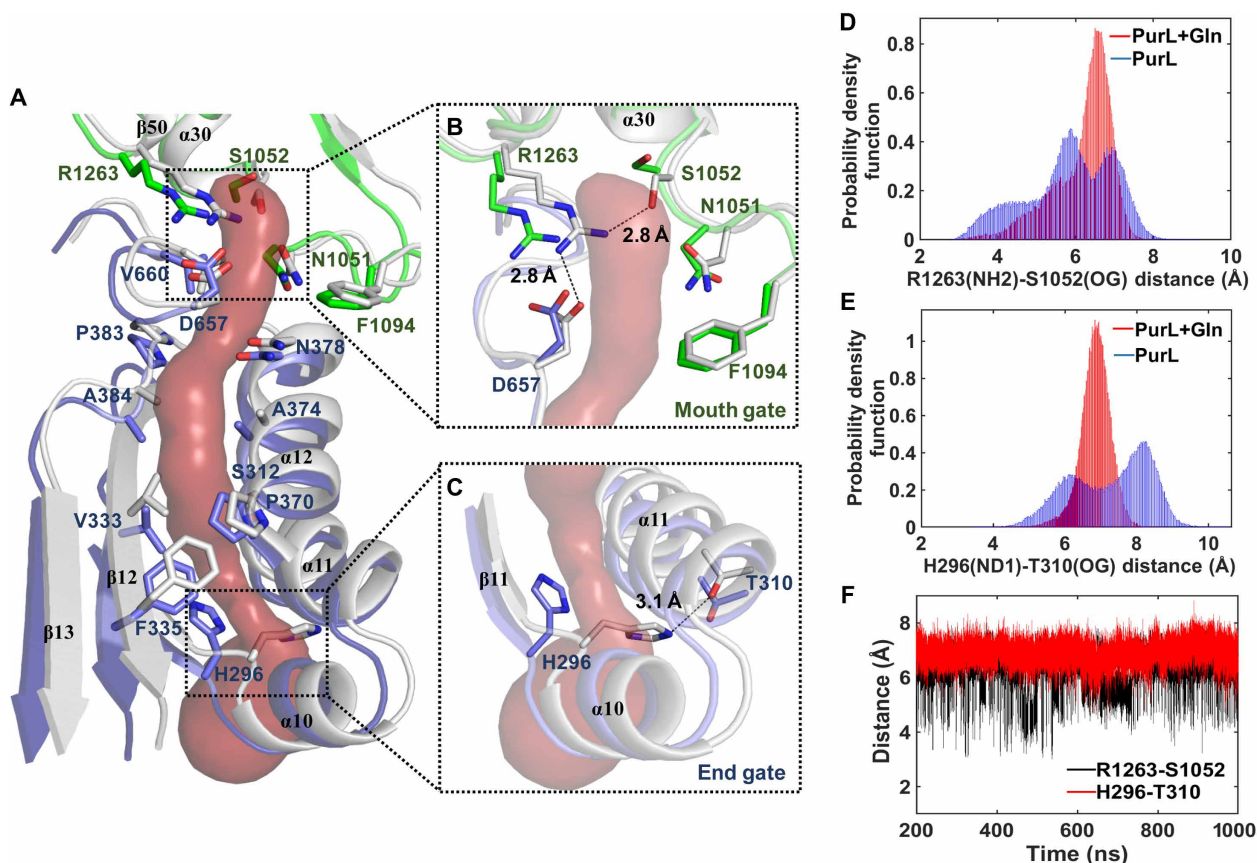 A
β50
α30
R1263
S1052
V660
N1051
D657
F1094
P383
N378
A384
A374
α12
S312
P370
V333
α11
β12
β13
F335
H296
α10
B
α30
R1263
S1052
N1051
2.8 Å
2.8 Å
D657
F1094
Mouth gate
C
α11
β11
T310
3.1 Å
H296
α10
End gate
D
Probability density
function
0.8
0.6
0.4
0.2
0
PurL+Gln
PurL
2 4 6 8 10
R1263(NH2)-S1052(OG) distance (Å)
E
Probability density
function
1
0.8
0.6
0.4
0.2
0
PurL+Gln
PurL
2 4 6 8 10
H296(ND1)-T310(OG) distance (Å)
F
Distance (Å)
8
6
4
2
1
R1263-S1052
H296-T310
200 400 600 800 1000
Time (ns)